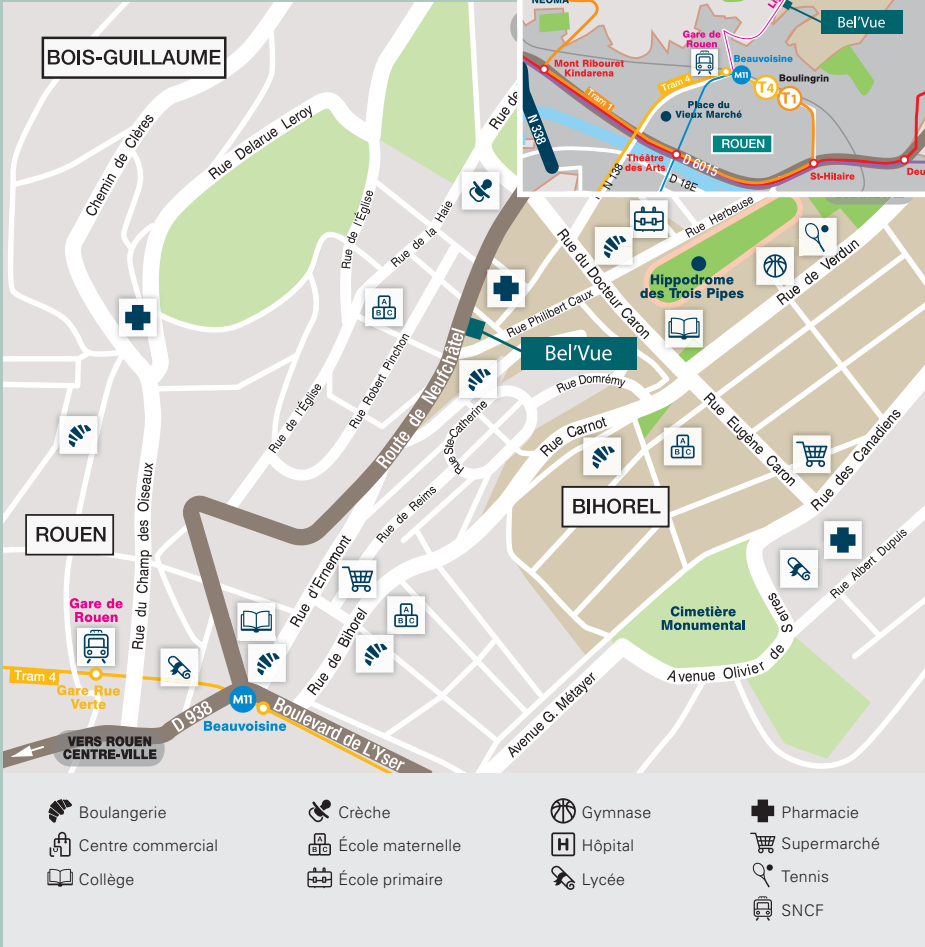 BOIS-GUILLAUME
Chemin de Clères
Rue Delarue Leroy
Rue de
Rue de l'Église
Rue de la Haie
NEOMA
Bel'Vue
Gare de
Rouen
Beauvoisine
Mont Ribouret
Kindarena
M11
Boulingrin
T4
T1
Tram 4
Tram 1
Place du
Vieux Marché
N 338
ROUEN
Théâtre
des Arts
D 6015
N 138
D 18E
St-Hilaire
Deu
Rue Herbeuse
Rue du Docteur Caron
Rue de Verdun
Hippodrome
des Trois Pipes
Rue Philibert Caux
A
B C
Bel'Vue
Route de Neufchâtel
Rue Robert Pinchon
Rue de l'Église
Rue Domrémy
Rue Ste-Catherine
Rue Carnot
Rue Eugène Caron
Rue des Canadiens
A
B C
BIHOREL
Rue de Reims
ROUEN
Rue du Champ des Oiseaux
Rue d'Ernemont
Rue de Bihorel
A
B C
Rue Albert Dupuis
Cimetière
Monumental
Avenue Olivier de Serres
Avenue G. Métayer
Gare de
Rouen
Tram 4
Gare Rue
Verte
M11
Beauvoisine
D 938
Boulevard de L'Yser
VERS ROUEN
CENTRE-VILLE
Boulangerie
Centre commercial
Collège
Crèche
A
B C
École maternelle
École primaire
Gymnase
H Hôpital
Lycée
Pharmacie
Supermarché
Tennis
SNCF